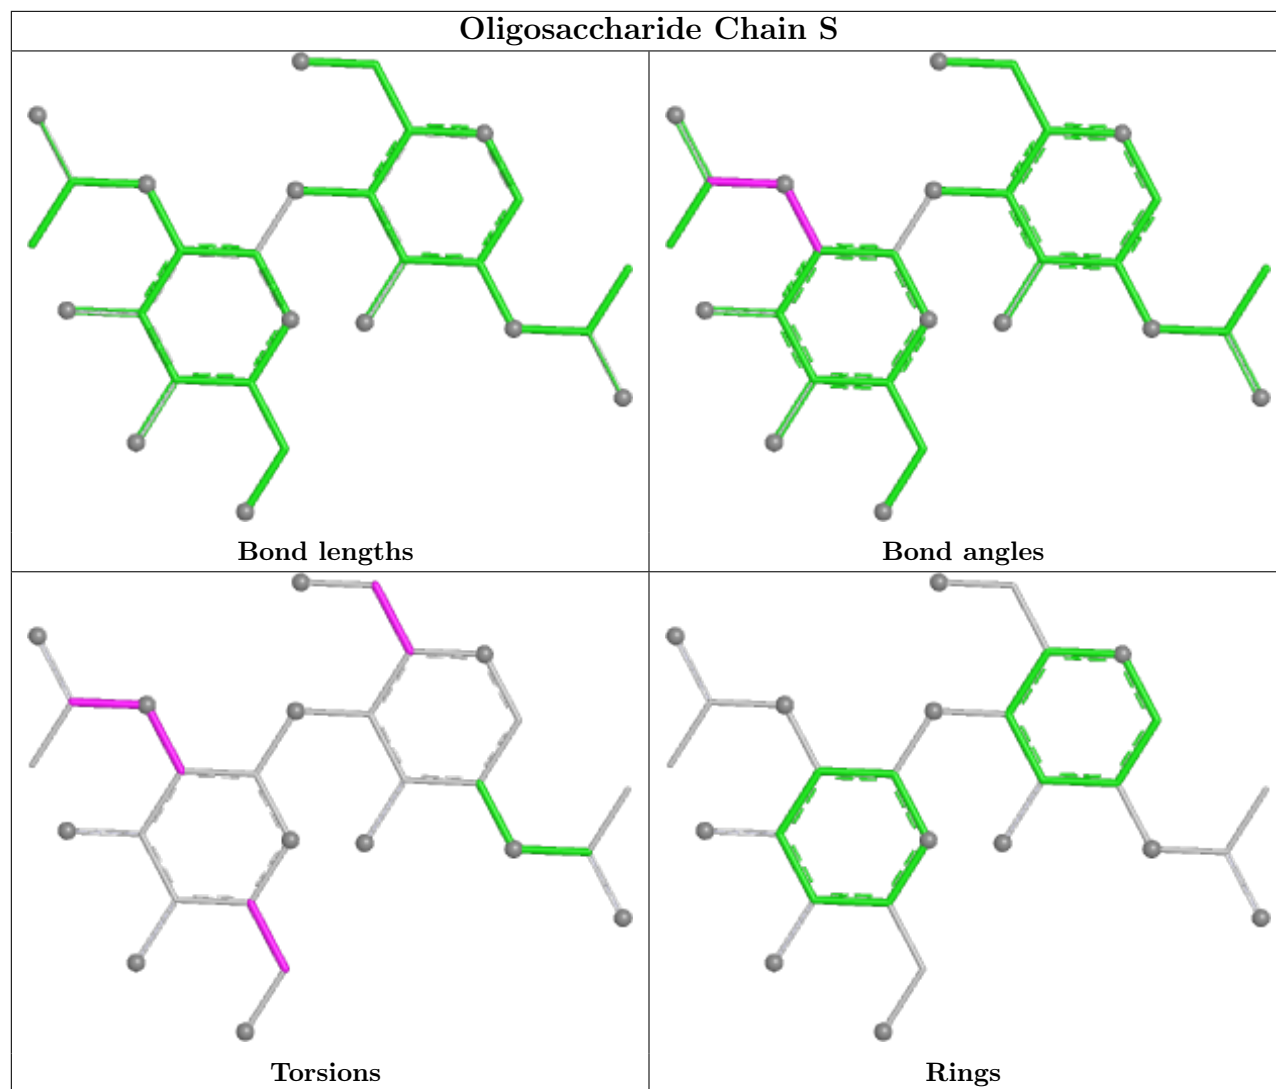 Oligosaccharide Chain S
Bond lengths
Bond angles
Torsions
Rings